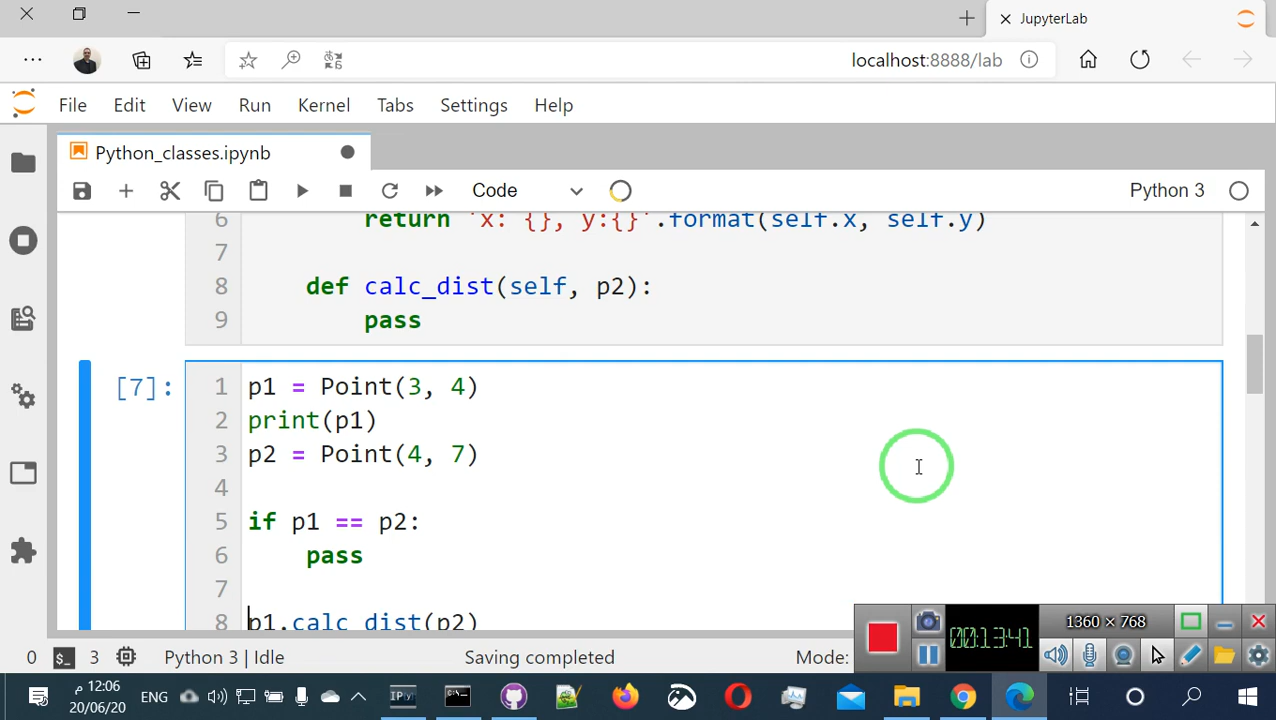 JupyterLab
localhost:8888/lab
File Edit View Run Kernel Tabs Settings Help
Python_classes.ipynb
Code
Python 3
6 return 'x: {}, y:{}'.format(self.x, self.y)
7
8 def calc_dist(self, p2):
9 pass
[7]:
1 p1 = Point(3, 4)
2 print(p1)
3 p2 = Point(4, 7)
4
5 if p1 == p2:
6 pass
7
8 p1.calc_dist(p2)
1360 × 768
00:13:41
0 $_ 3 Python 3 | Idle Saving completed Mode:
12:06 م
20/06/20
ENG
IP[y]: